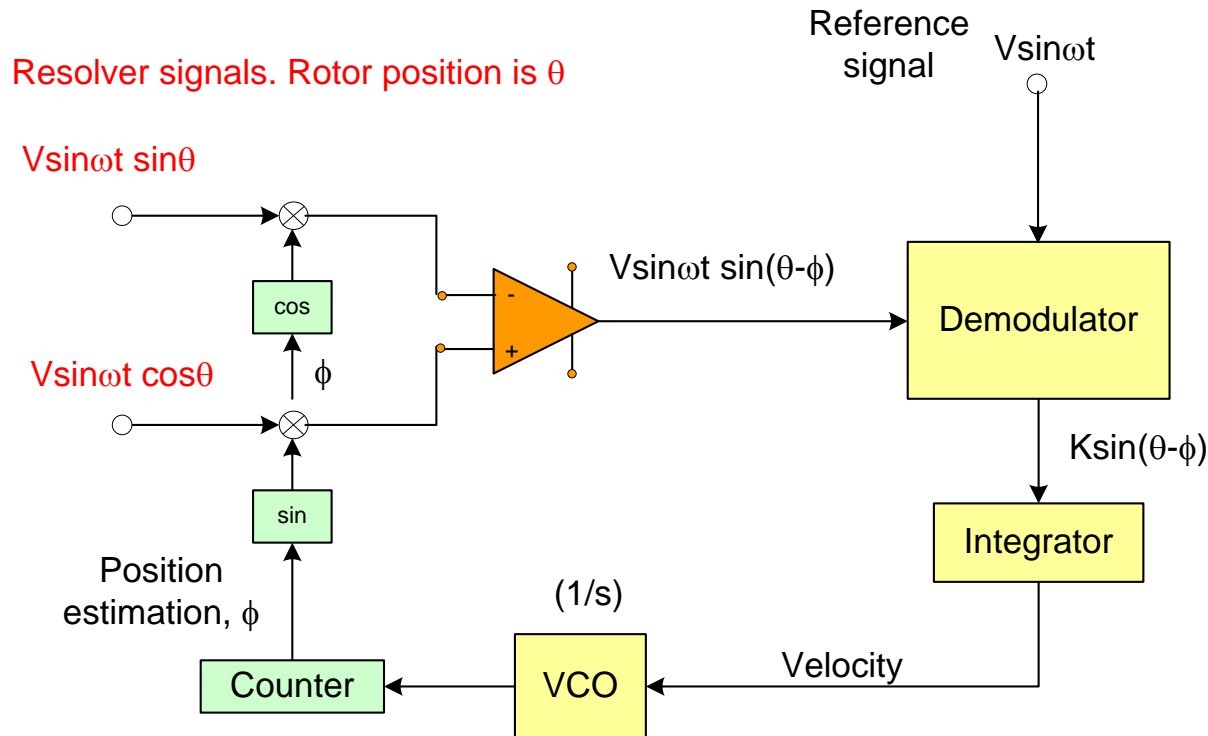 Reference
signal
Vsinωt
Resolver signals. Rotor position is θ
Vsinωt sinθ
cos
-
+
Vsinωt sin(θ-ϕ)
Demodulator
Vsinωt cosθ
ϕ
Ksin(θ-ϕ)
sin
Integrator
Position
estimation, ϕ
(1/s)
Counter
VCO
Velocity